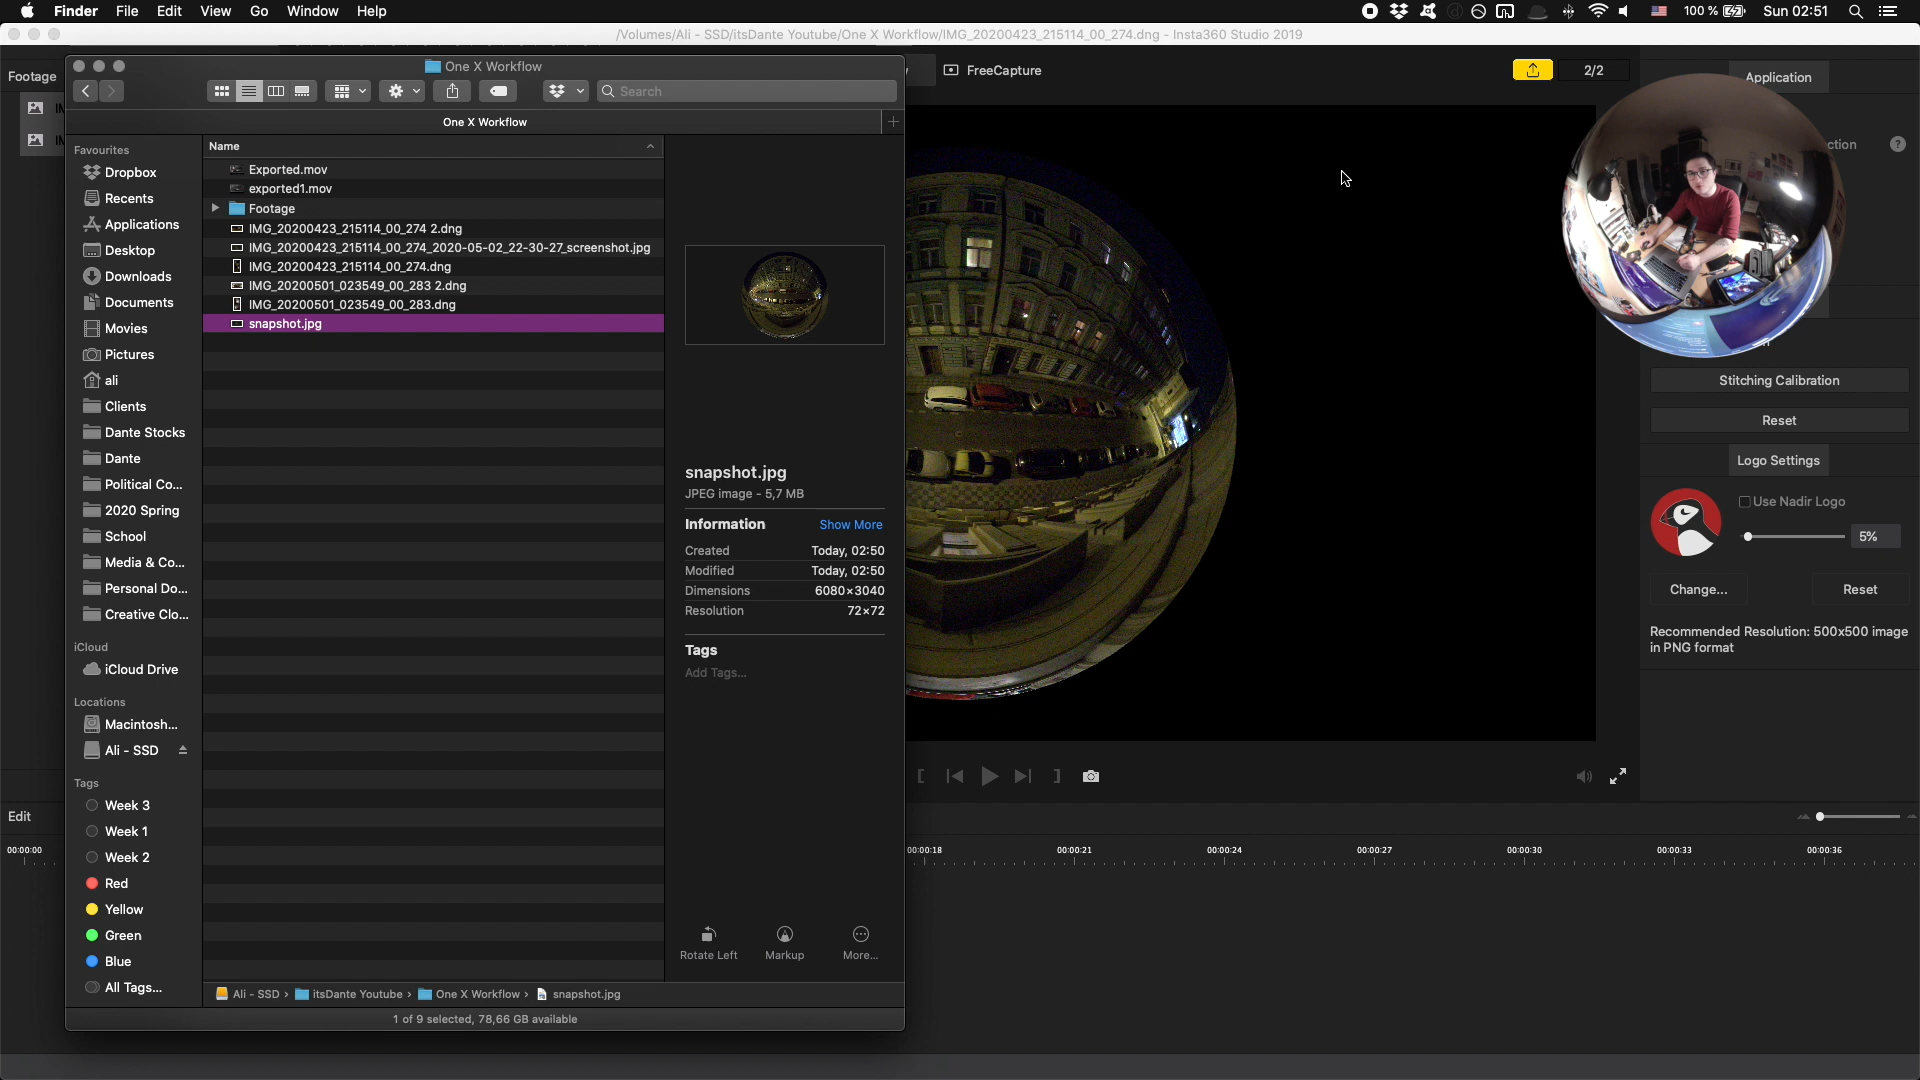 Finder File Edit View Go Window Help
100 % Sun 02:51
/Volumes/Ali - SSD/itsDante Youtube/One X Workflow/IMG_20200423_215114_00_274.dng - Insta360 Studio 2019
Footage
One X Workflow
FreeCapture
2/2
Application
Search
One X Workflow
Favourites
Dropbox
Recents
Applications
Desktop
Downloads
Documents
Movies
Pictures
ali
Clients
Dante Stocks
Dante
Political Co...
2020 Spring
School
Media & Co...
Personal Do...
Creative Clo...
iCloud
iCloud Drive
Locations
Macintosh...
Ali - SSD
Tags
Week 3
Week 1
Week 2
Red
Yellow
Green
Blue
All Tags...
Name
Exported.mov
exported1.mov
Footage
IMG_20200423_215114_00_274 2.dng
IMG_20200423_215114_00_274_2020-05-02_22-30-27_screenshot.jpg
IMG_20200423_215114_00_274.dng
IMG_20200501_023549_00_283 2.dng
IMG_20200501_023549_00_283.dng
snapshot.jpg
snapshot.jpg
JPEG image - 5,7 MB
Information Show More
Created Today, 02:50
Modified Today, 02:50
Dimensions 6080×3040
Resolution 72×72
Tags
Add Tags...
Rotate Left Markup More...
Ali - SSD › itsDante Youtube › One X Workflow › snapshot.jpg
1 of 9 selected, 78,66 GB available
ction ?
Stitching Calibration
Reset
Logo Settings
Use Nadir Logo
5%
Change... Reset
Recommended Resolution: 500x500 image
in PNG format
Edit
00:00:00 00:00:18 00:00:21 00:00:24 00:00:27 00:00:30 00:00:33 00:00:36